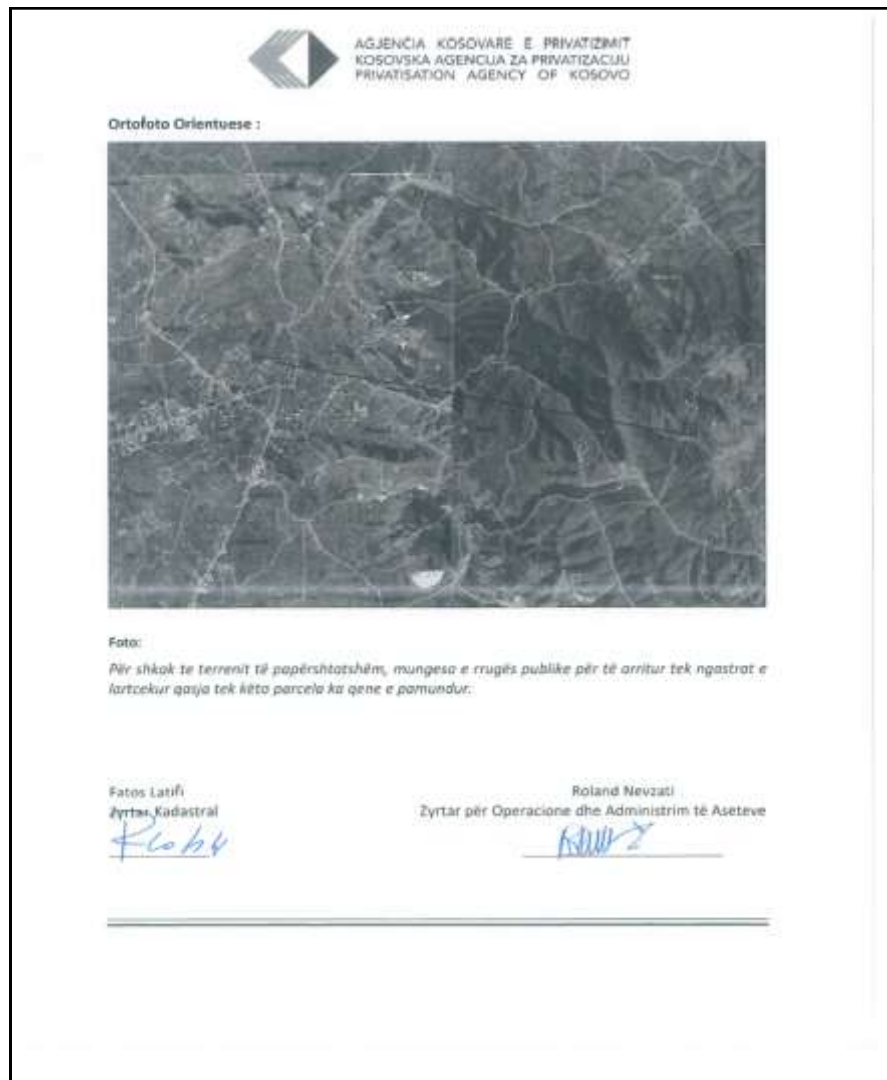 AGJENCIA KOSOVARE E PRIVATIZIMIT
KOSOVSKA AGENCIJA ZA PRIVATIZACIJU
PRIVATISATION AGENCY OF KOSOVO
Ortofoto Orientuese :
Foto:
Për shkak te terrenit të papërshtatshëm, mungesa e rrugës publike për të arritur tek ngastrat e
lartcekur qasja tek këto parcela ka qene e pamundur.
Fatos Latifi
Zyrtar Kadastral
Roland Nevzati
Zyrtar për Operacione dhe Administrim të Aseteve